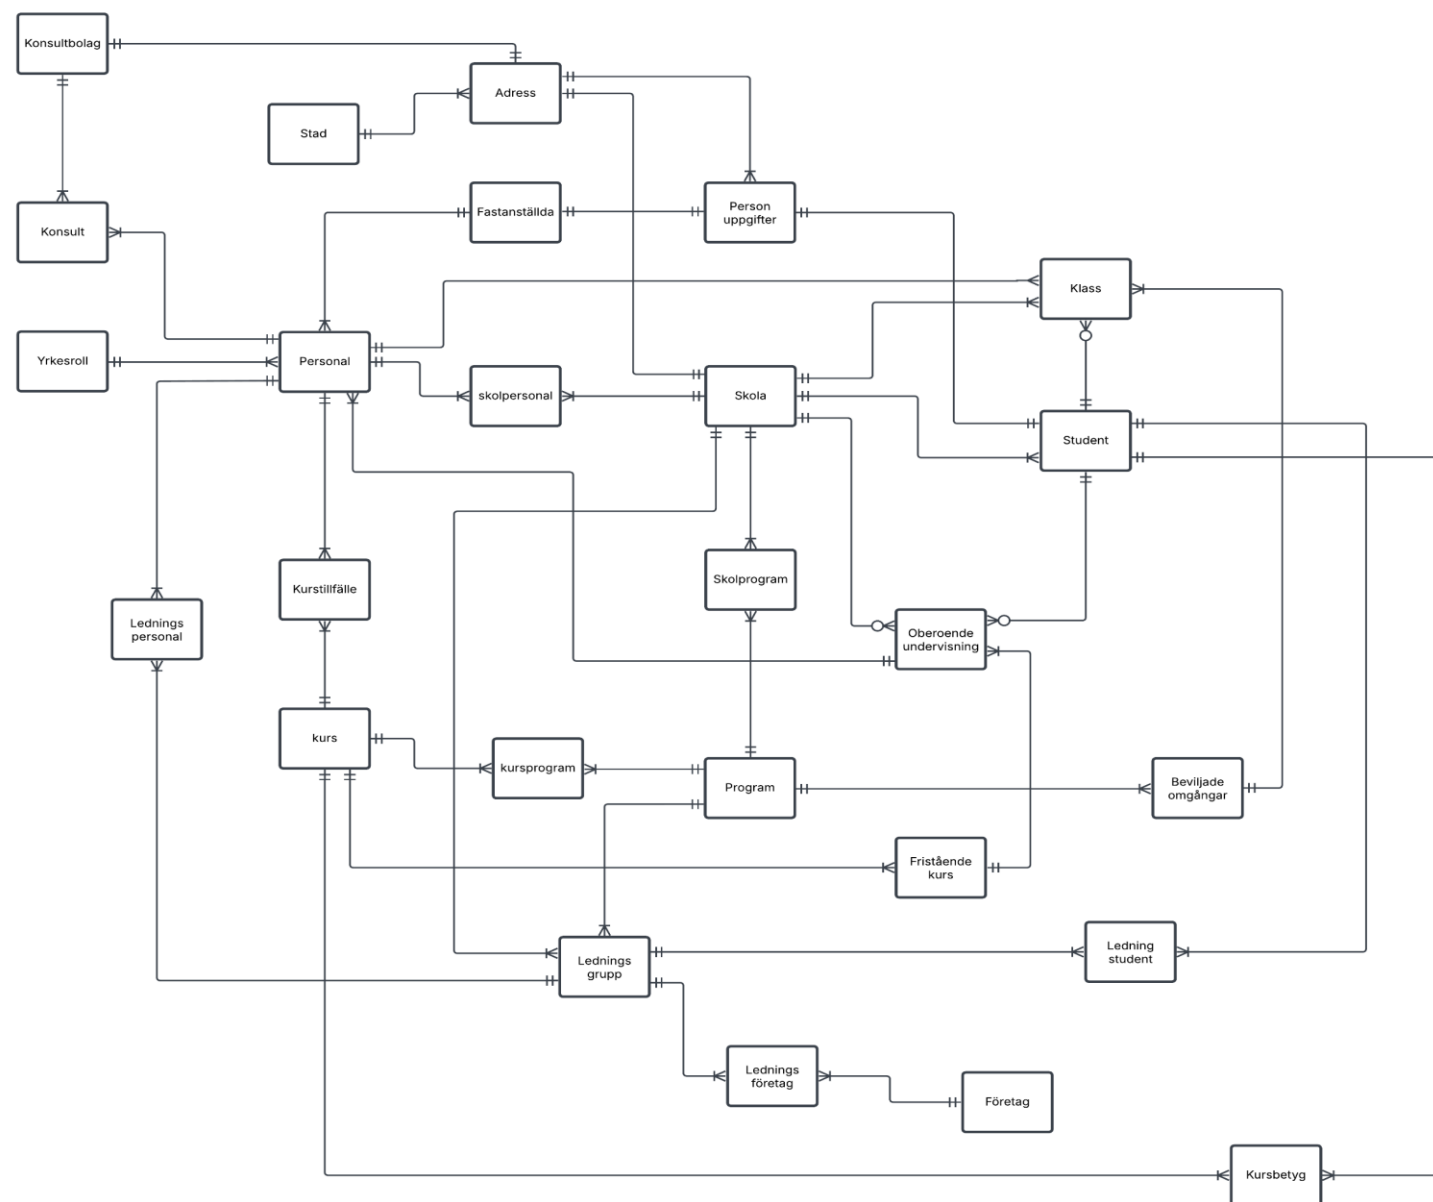 Konsultbolag
Adress
Stad
Fastanställda
Person
uppgifter
Konsult
Klass
Yrkesroll
Personal
skolpersonal
Skola
Student
Kurstillfälle
Skolprogram
Lednings
personal
Oberoende
undervisning
kurs
kursprogram
Program
Beviljade
omgångar
Fristående
kurs
Lednings
grupp
Ledning
student
Lednings
företag
Företag
Kursbetyg